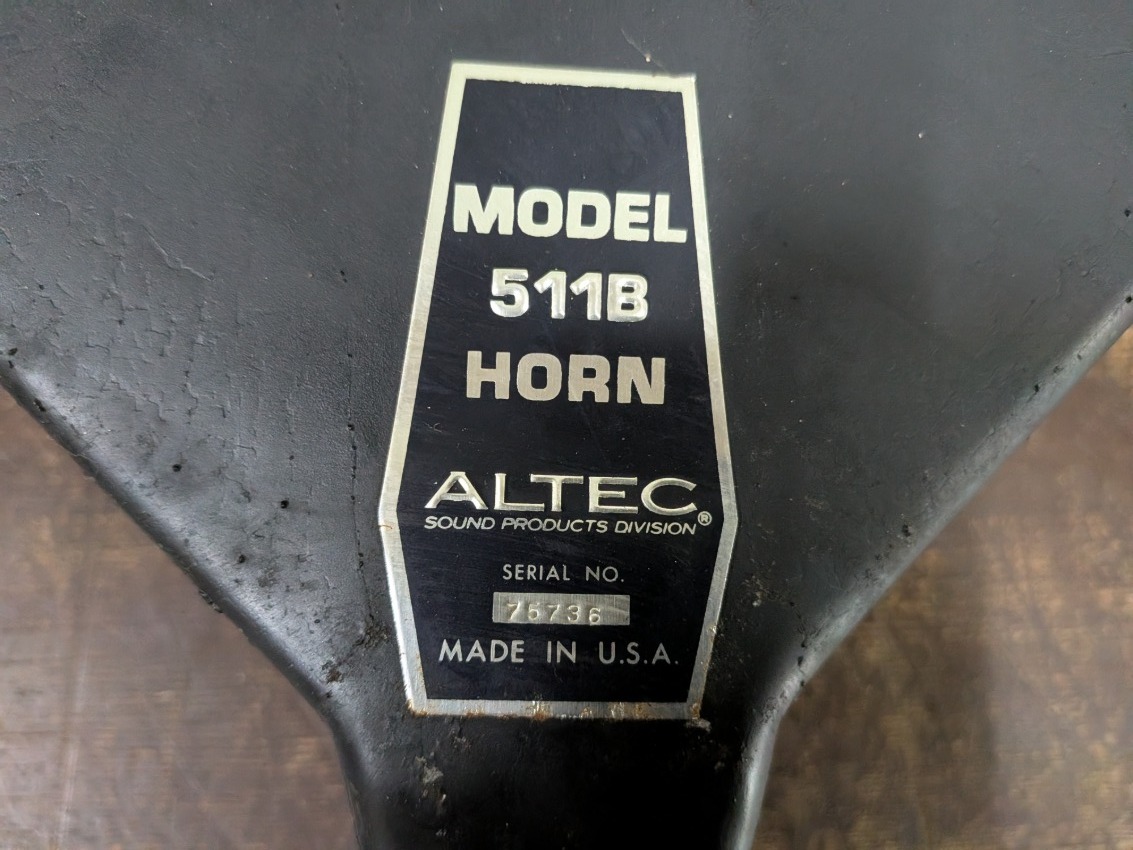 MODEL
511B
HORN
ALTEC
SOUND PRODUCTS DIVISION®
SERIAL NO.
75736
MADE IN U.S.A.